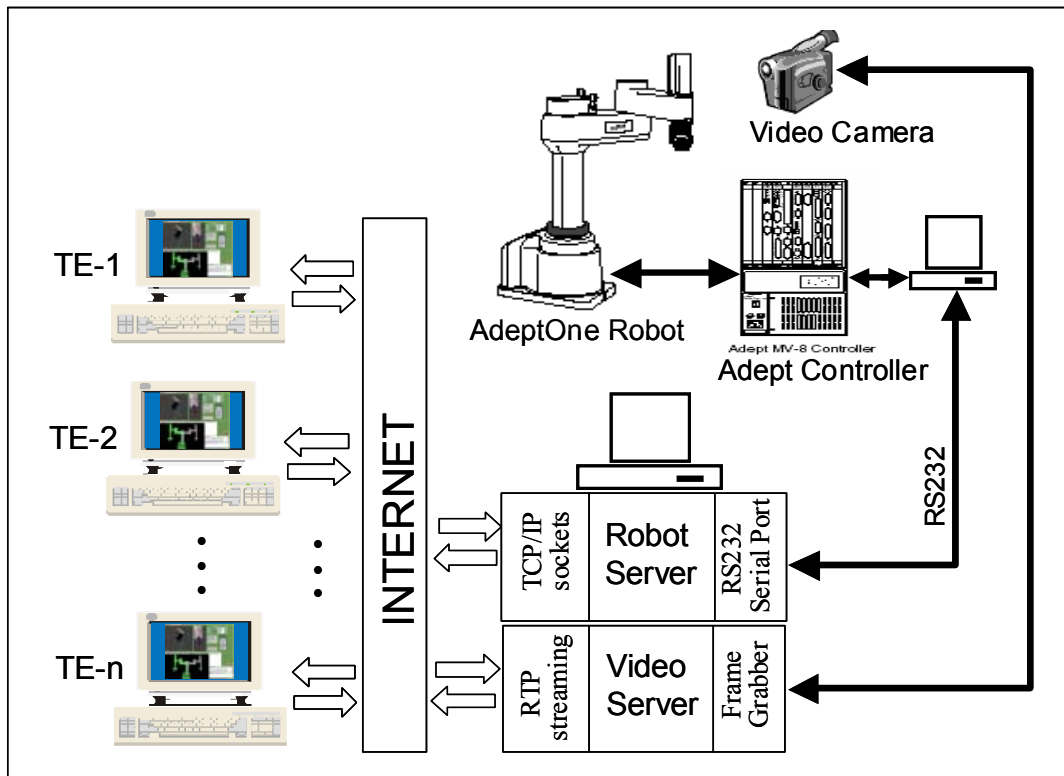 TE-1
TE-2
TE-n
INTERNET
AdeptOne Robot
Video Camera
Adept MV-8 Controller
Adept Controller
RS232
TCP/IP
sockets
Robot
Server
RS232
Serial Port
RTP
streaming
Video
Server
Frame
Grabber